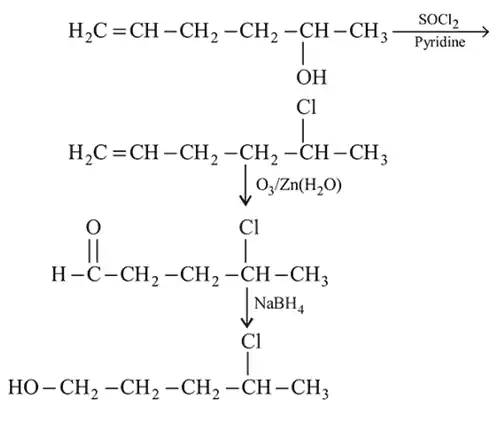 H₂C=CH–CH₂–CH₂–CH–CH₃ SOCl₂ Pyridine
OH
Cl
H₂C=CH–CH₂–CH₂–CH–CH₃
O₃/Zn(H₂O)
O Cl
H–C–CH₂–CH₂–CH–CH₃
NaBH₄
Cl
HO–CH₂–CH₂–CH₂–CH–CH₃